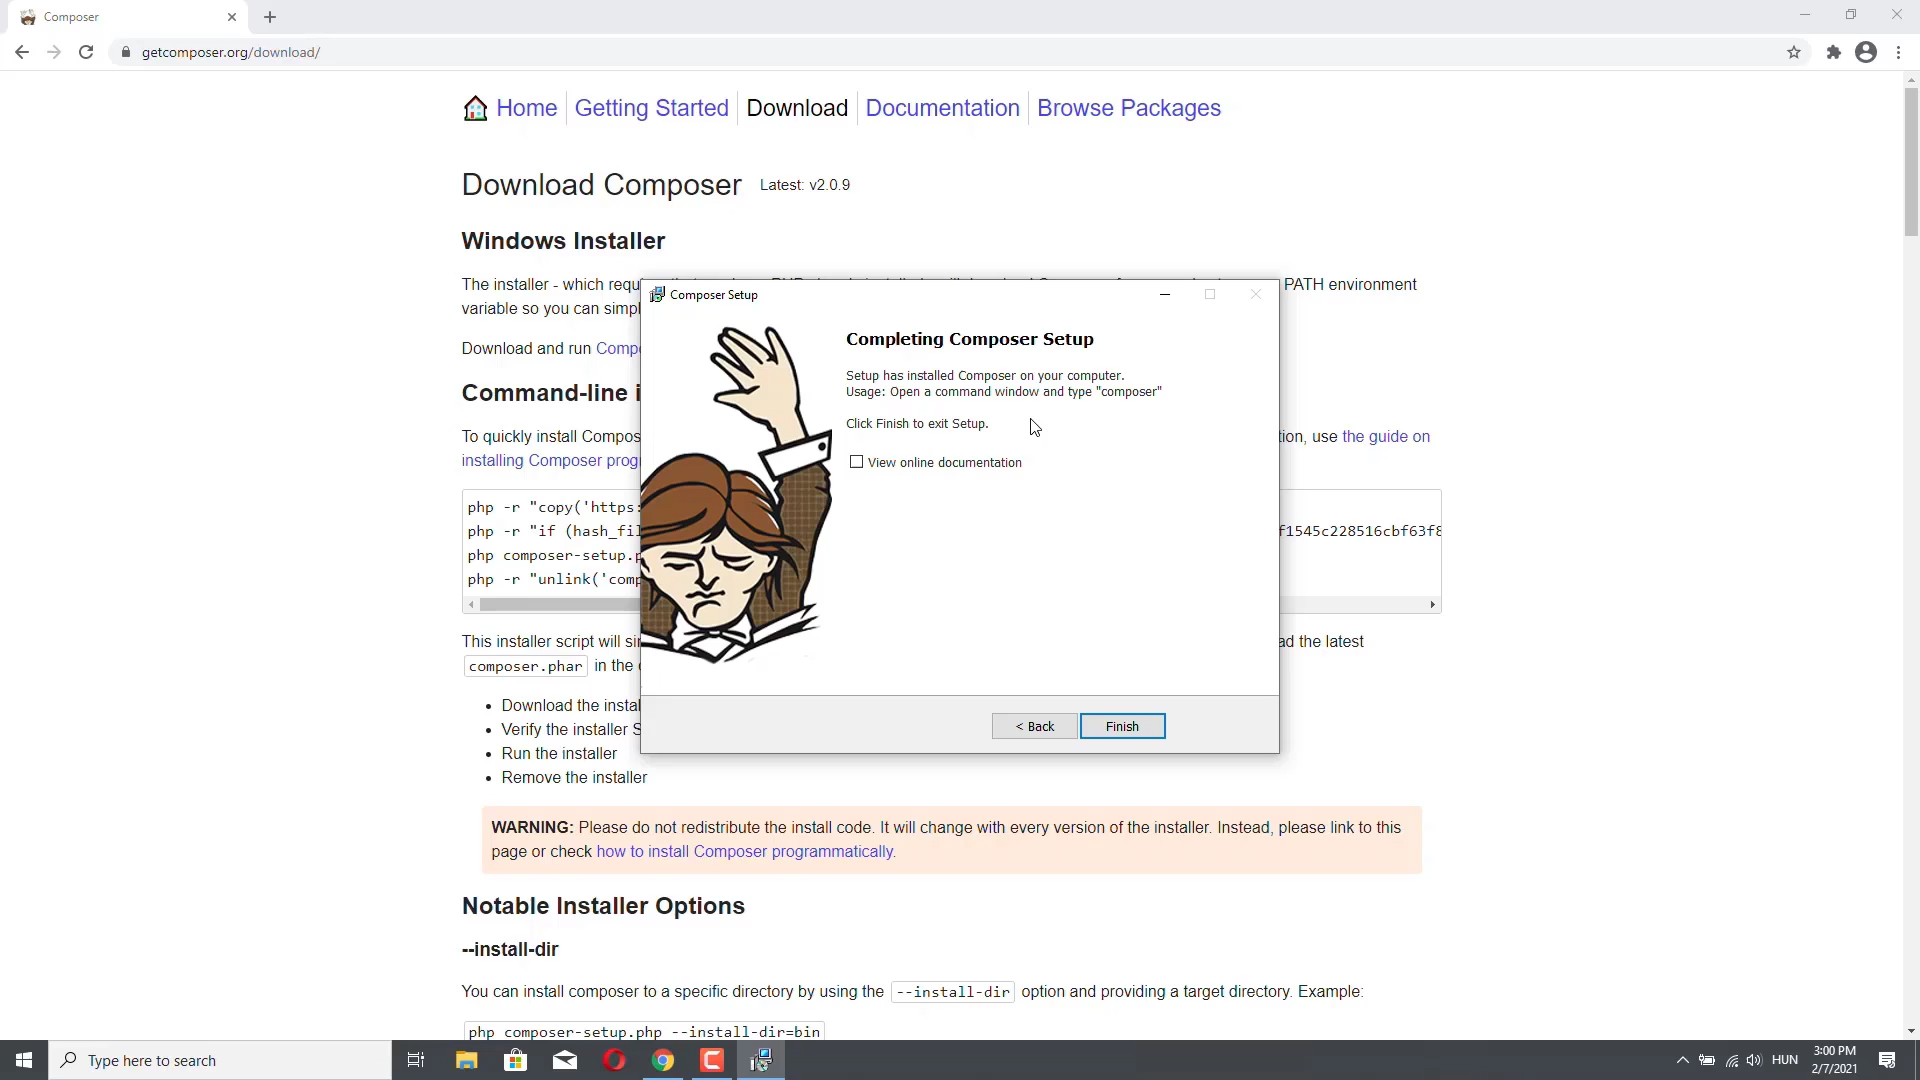 Composer
getcomposer.org/download/
Home
Getting Started
Download
Documentation
Browse Packages
Download Composer
Latest: v2.0.9
Windows Installer
The installer - which requ
PATH environment
variable so you can simpl
Download and run Comp
Command-line i
To quickly install Compos
tion, use the guide on
installing Composer prog
php -r "copy('https:
php -r "if (hash_fil
f1545c228516cbf63f8
php composer-setup.p
php -r "unlink('comp
This installer script will si
ad the latest
composer.phar in the
Download the instal
Verify the installer S
Run the installer
Remove the installer
Composer Setup
Completing Composer Setup
Setup has installed Composer on your computer.
Usage: Open a command window and type "composer"
Click Finish to exit Setup.
View online documentation
< Back
Finish
WARNING: Please do not redistribute the install code. It will change with every version of the installer. Instead, please link to this
page or check how to install Composer programmatically.
Notable Installer Options
--install-dir
You can install composer to a specific directory by using the --install-dir option and providing a target directory. Example:
php composer-setup.php --install-dir=bin
Type here to search
HUN
3:00 PM
2/7/2021